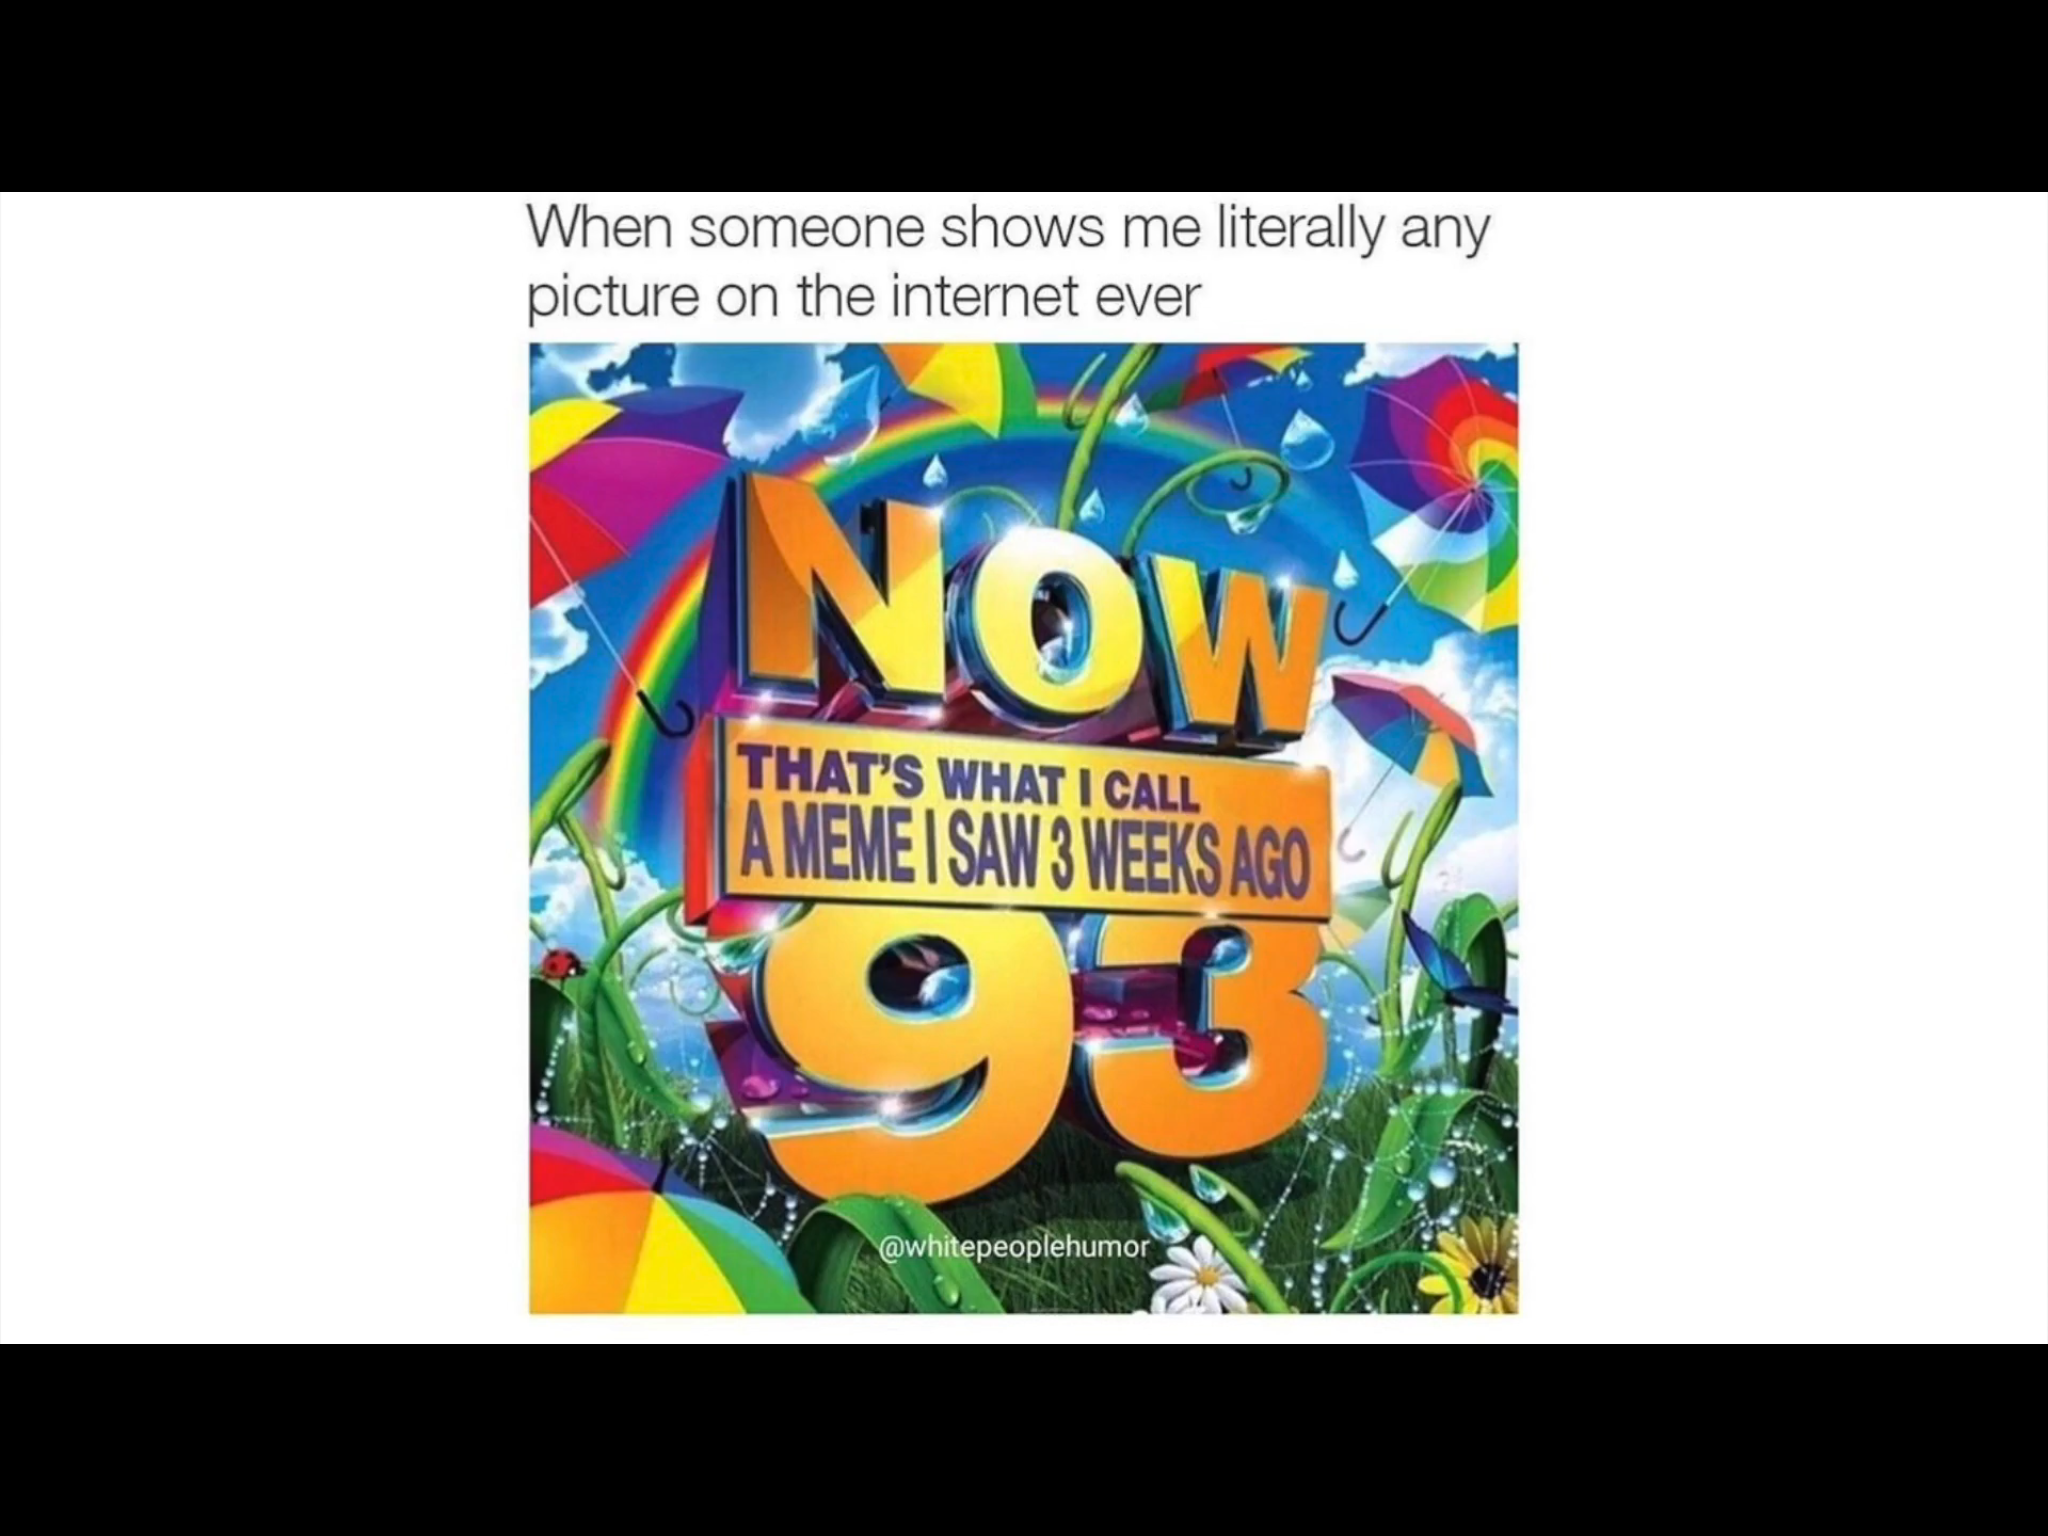 When someone shows me literally any
picture on the internet ever
NOW
THAT'S WHAT I CALL
A MEME I SAW 3 WEEKS AGO
93
@whitepeoplehumor